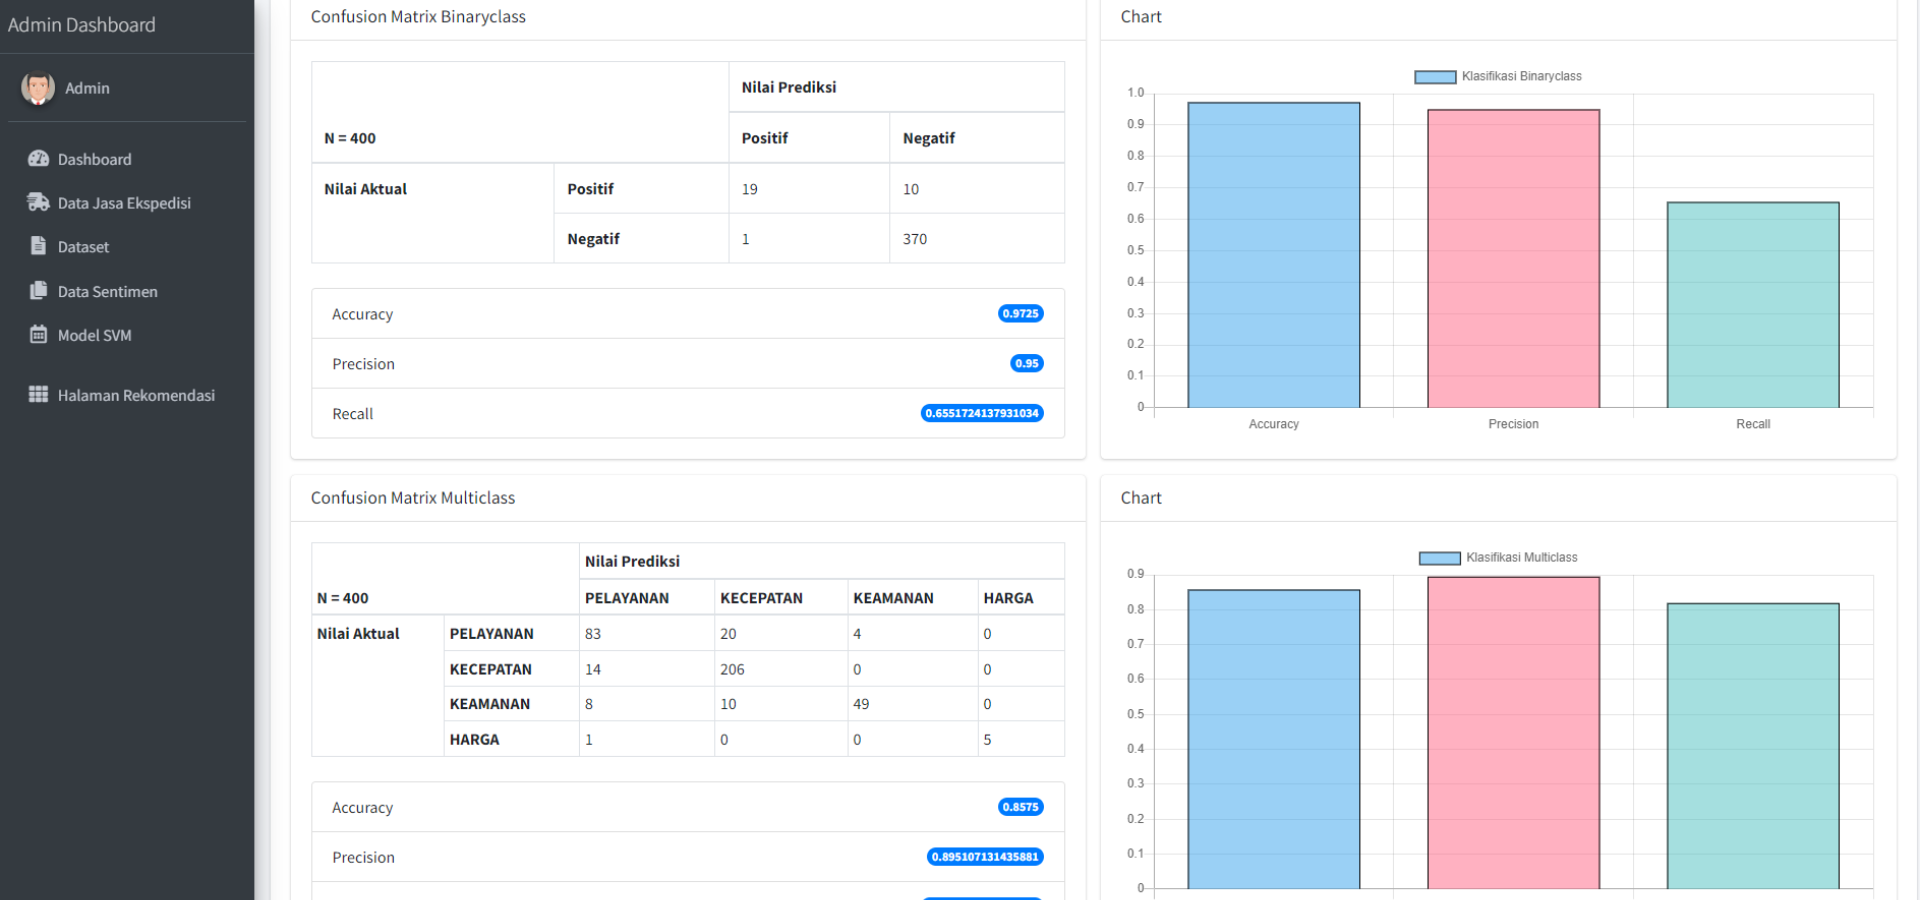 Admin Dashboard
Admin
Dashboard
Data Jasa Ekspedisi
Dataset
Data Sentimen
Model SVM
Halaman Rekomendasi
Confusion Matrix Binaryclass
N = 400
Nilai Prediksi
Positif Negatif
Nilai Aktual Positif 19 10
Negatif 1 370
Accuracy 0.9725
Precision 0.95
Recall 0.6551724137931034
Chart
Klasifikasi Binaryclass
1.0
0.9
0.8
0.7
0.6
0.5
0.4
0.3
0.2
0.1
0
Accuracy Precision Recall
Confusion Matrix Multiclass
N = 400
Nilai Prediksi
PELAYANAN KECEPATAN KEAMANAN HARGA
Nilai Aktual PELAYANAN 83 20 4 0
KECEPATAN 14 206 0 0
KEAMANAN 8 10 49 0
HARGA 1 0 0 5
Accuracy 0.8575
Precision 0.895107131435881
Chart
Klasifikasi Multiclass
0.9
0.8
0.7
0.6
0.5
0.4
0.3
0.2
0.1
0